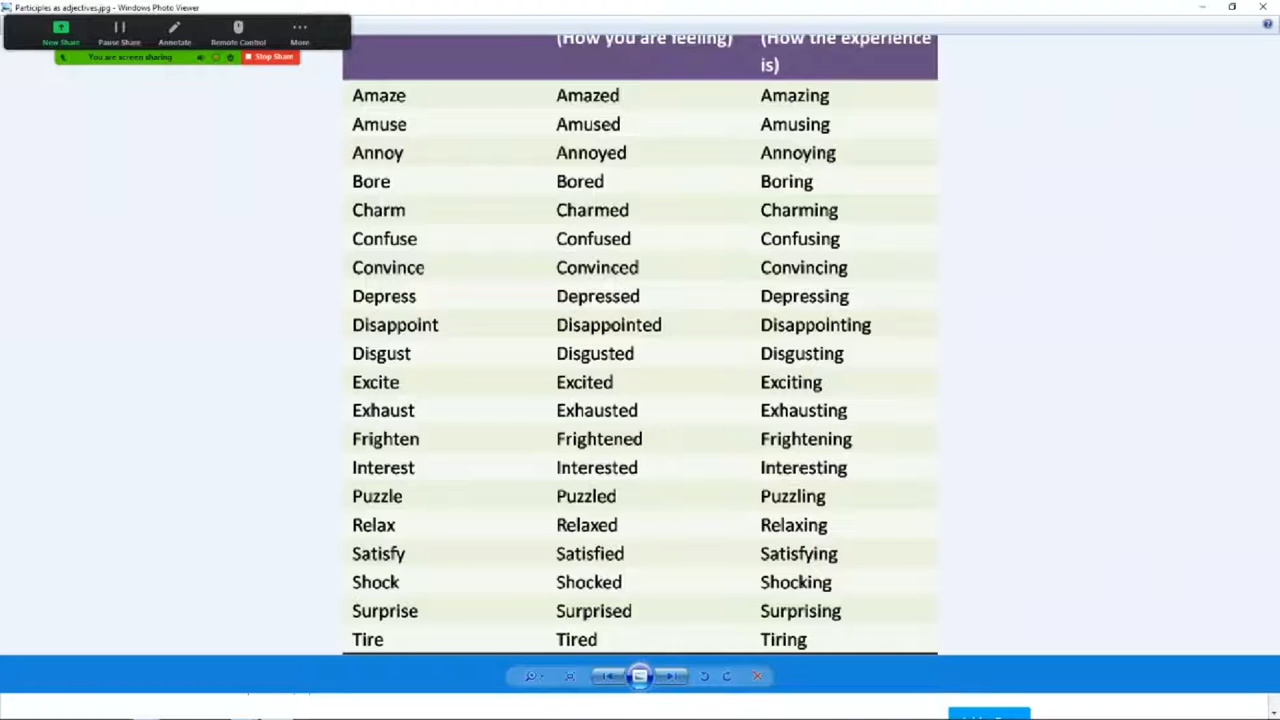 Participles as adjectives.jpg - Windows Photo Viewer
New Share Pause Share Annotate Remote Control More
You are screen sharing Stop Share
(How you are feeling) (How the experience
is)
Amaze Amazed Amazing
Amuse Amused Amusing
Annoy Annoyed Annoying
Bore Bored Boring
Charm Charmed Charming
Confuse Confused Confusing
Convince Convinced Convincing
Depress Depressed Depressing
Disappoint Disappointed Disappointing
Disgust Disgusted Disgusting
Excite Excited Exciting
Exhaust Exhausted Exhausting
Frighten Frightened Frightening
Interest Interested Interesting
Puzzle Puzzled Puzzling
Relax Relaxed Relaxing
Satisfy Satisfied Satisfying
Shock Shocked Shocking
Surprise Surprised Surprising
Tire Tired Tiring